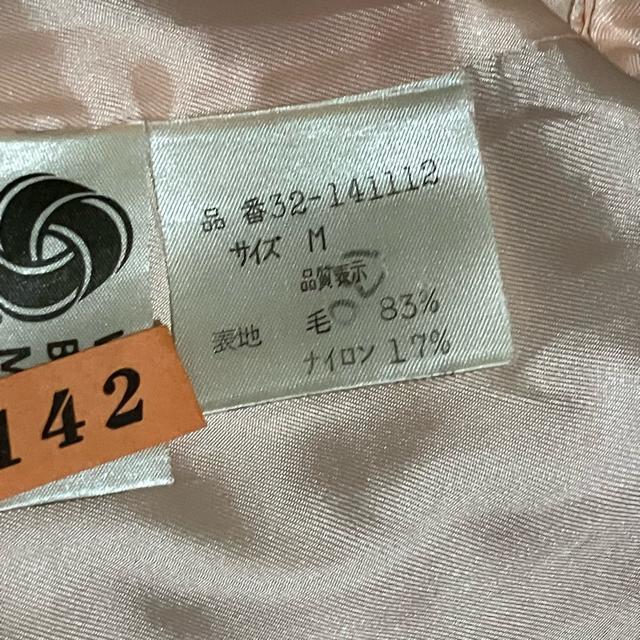 品 番32-141112
サイズ M
品質表示
表地 毛 83%
ナイロン 17%
142